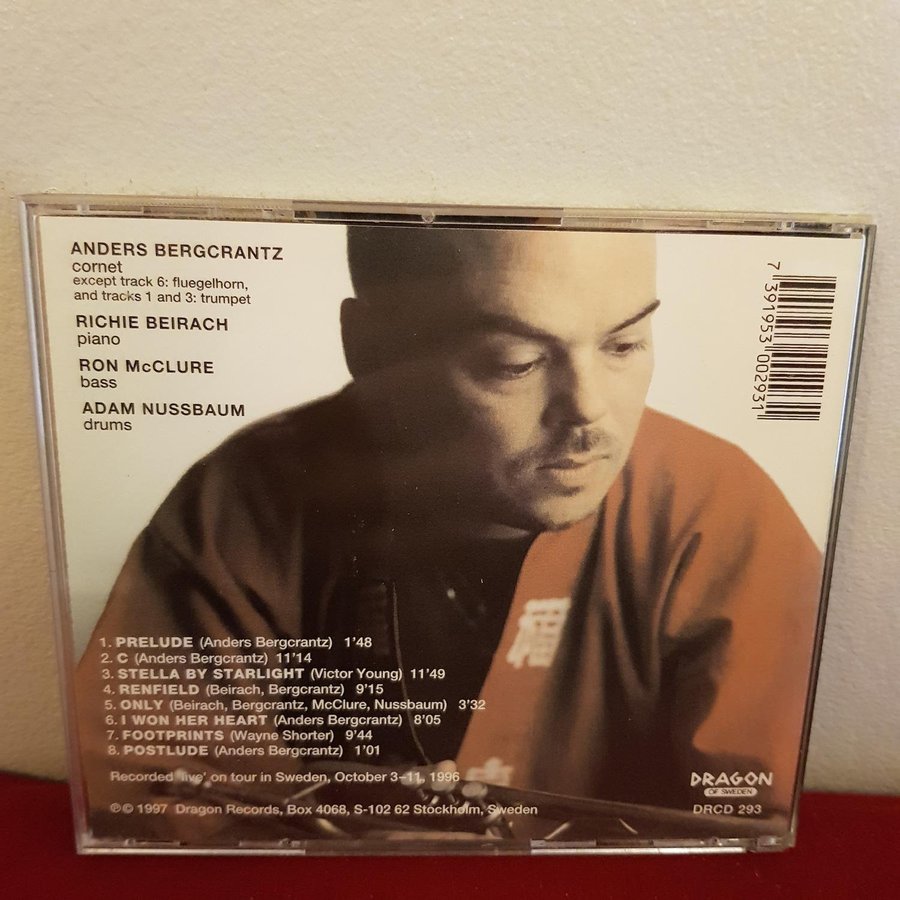 ANDERS BERGCRANTZ
cornet
except track 6: fluegelhorn,
and tracks 1 and 3: trumpet
RICHIE BEIRACH
piano
RON McCLURE
bass
ADAM NUSSBAUM
drums
7 391953 002931
1. PRELUDE (Anders Bergcrantz) 1'48
2. C (Anders Bergcrantz) 11'14
3. STELLA BY STARLIGHT (Victor Young) 11'49
4. RENFIELD (Beirach, Bergcrantz) 9'15
5. ONLY (Beirach, Bergcrantz, McClure, Nussbaum) 3'32
6. I WON HER HEART (Anders Bergcrantz) 8'05
7. FOOTPRINTS (Wayne Shorter) 9'44
8. POSTLUDE (Anders Bergcrantz) 1'01
Recorded 'live' on tour in Sweden, October 3–11, 1996
℗© 1997 Dragon Records, Box 4068, S-102 62 Stockholm, Sweden
DRAGON
OF SWEDEN
DRCD 293